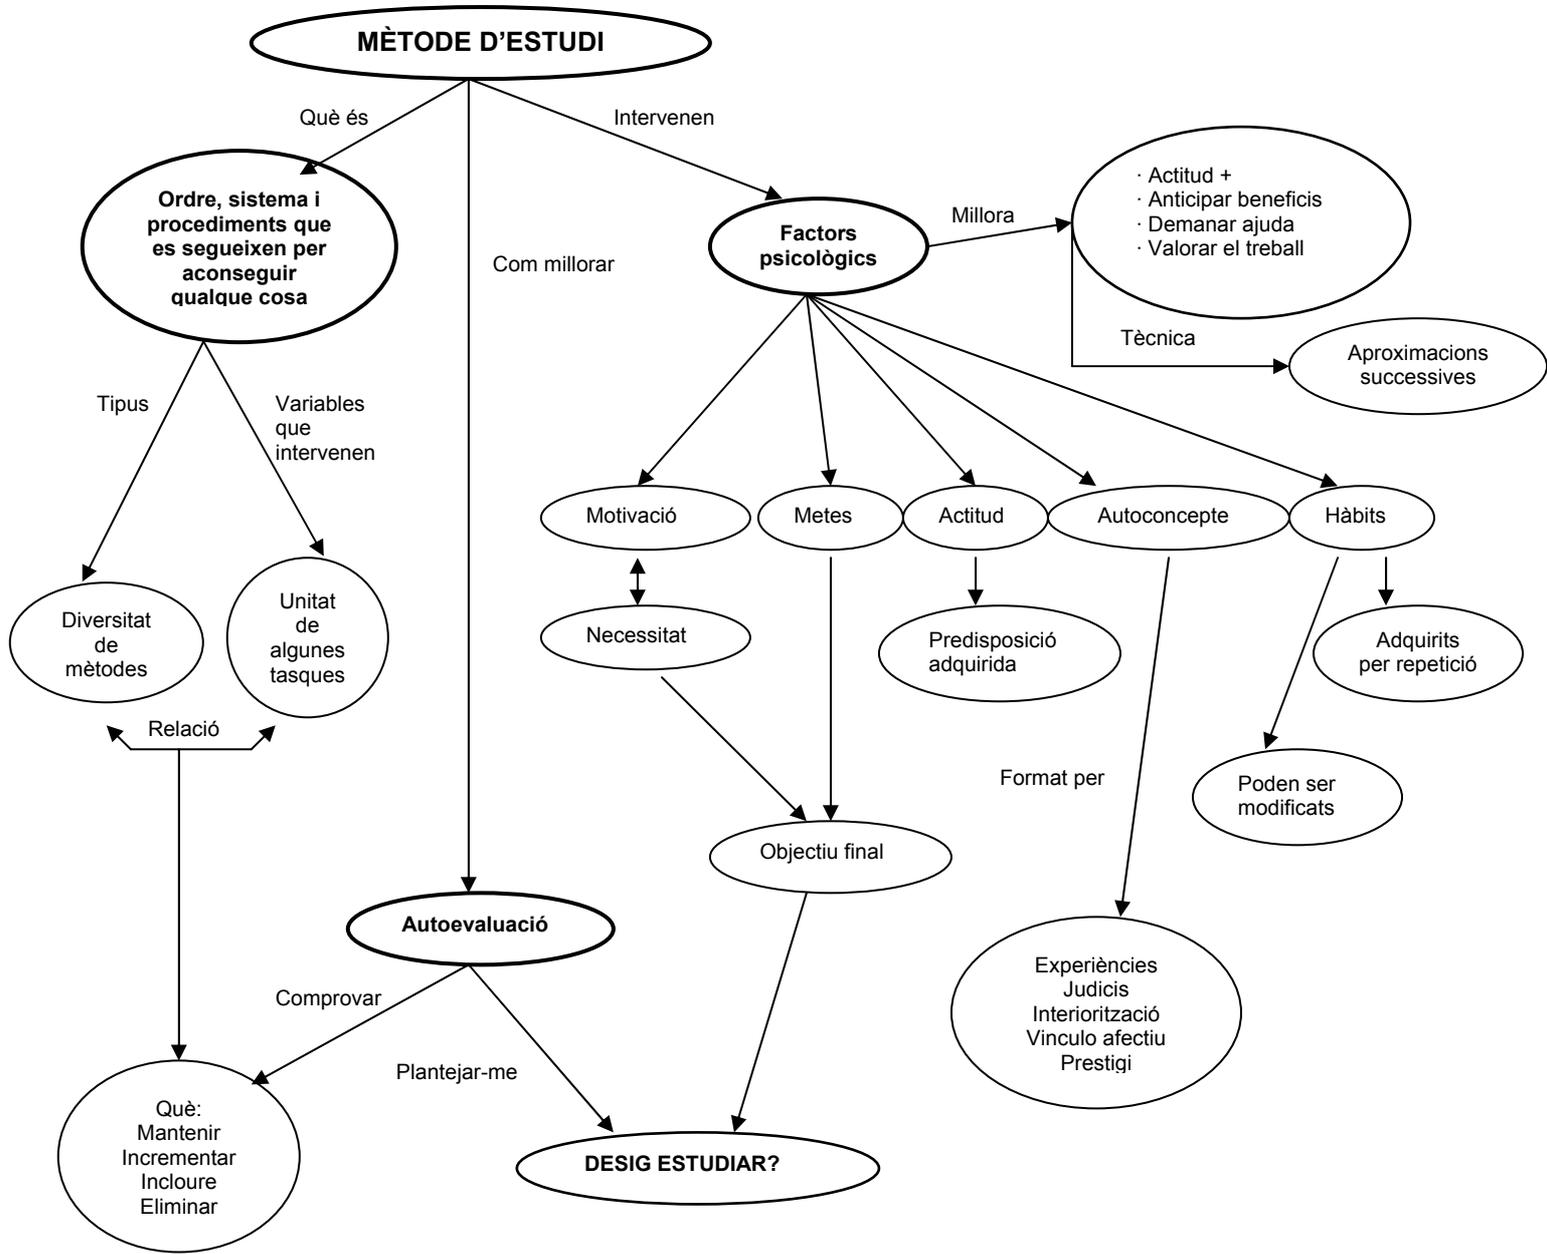 MÈTODE D’ESTUDI
Què és
Intervenen
Ordre, sistema i
procediments que
es segueixen per
aconseguir
qualque cosa
Com millorar
Factors
psicològics
Millora
· Actitud +
· Anticipar beneficis
· Demanar ajuda
· Valorar el treball
Tècnica
Aproximacions
successives
Tipus
Variables
que
intervenen
Motivació
Metes
Actitud
Autoconcepte
Hàbits
Diversitat
de
mètodes
Unitat
de
algunes
tasques
Necessitat
Predisposició
adquirida
Adquirits
per repetició
Relació
Format per
Poden ser
modificats
Objectiu final
Autoevaluació
Comprovar
Plantejar-me
Experiències
Judicis
Interiorització
Vinculo afectiu
Prestigi
Què:
Mantenir
Incrementar
Incloure
Eliminar
DESIG ESTUDIAR?